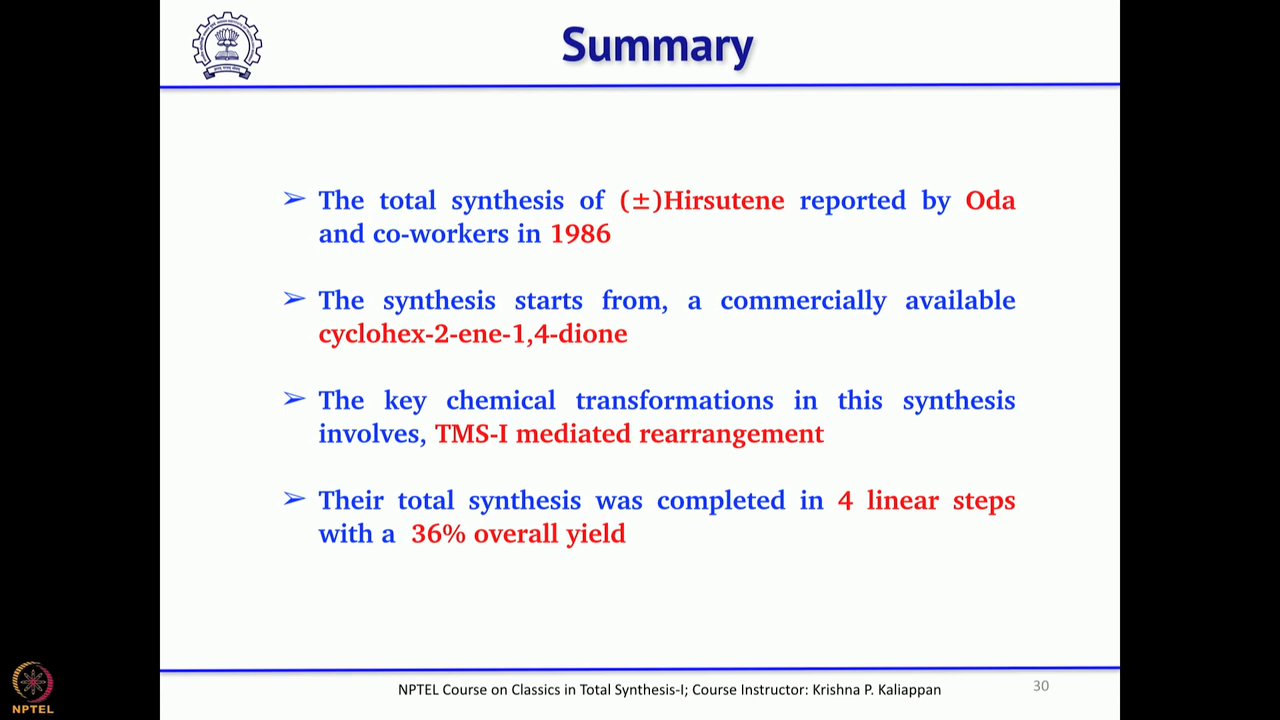 Summary
➢ The total synthesis of (±)Hirsutene reported by Oda
and co-workers in 1986
➢ The synthesis starts from, a commercially available
cyclohex-2-ene-1,4-dione
➢ The key chemical transformations in this synthesis
involves, TMS-I mediated rearrangement
➢ Their total synthesis was completed in 4 linear steps
with a 36% overall yield
NPTEL Course on Classics in Total Synthesis-I; Course Instructor: Krishna P. Kaliappan
30
NPTEL